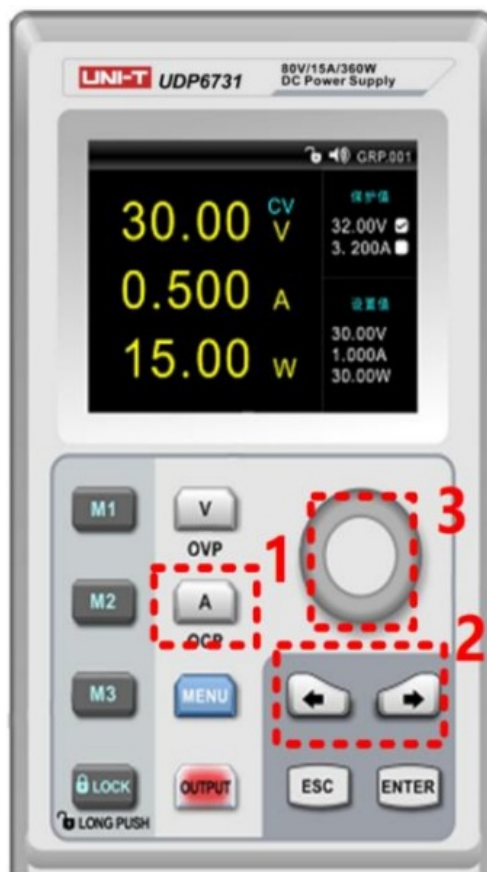 UNI-T UDP6731 80V/15A/360W
DC Power Supply
GRP.001
30.00 CV V
0.500 A
15.00 W
保护值
32.00V
3.200A
设置值
30.00V
1.000A
30.00W
M1
V
OVP
1
3
M2
A
OCP
2
M3
MENU
LOCK
OUTPUT
ESC
ENTER
LONG PUSH